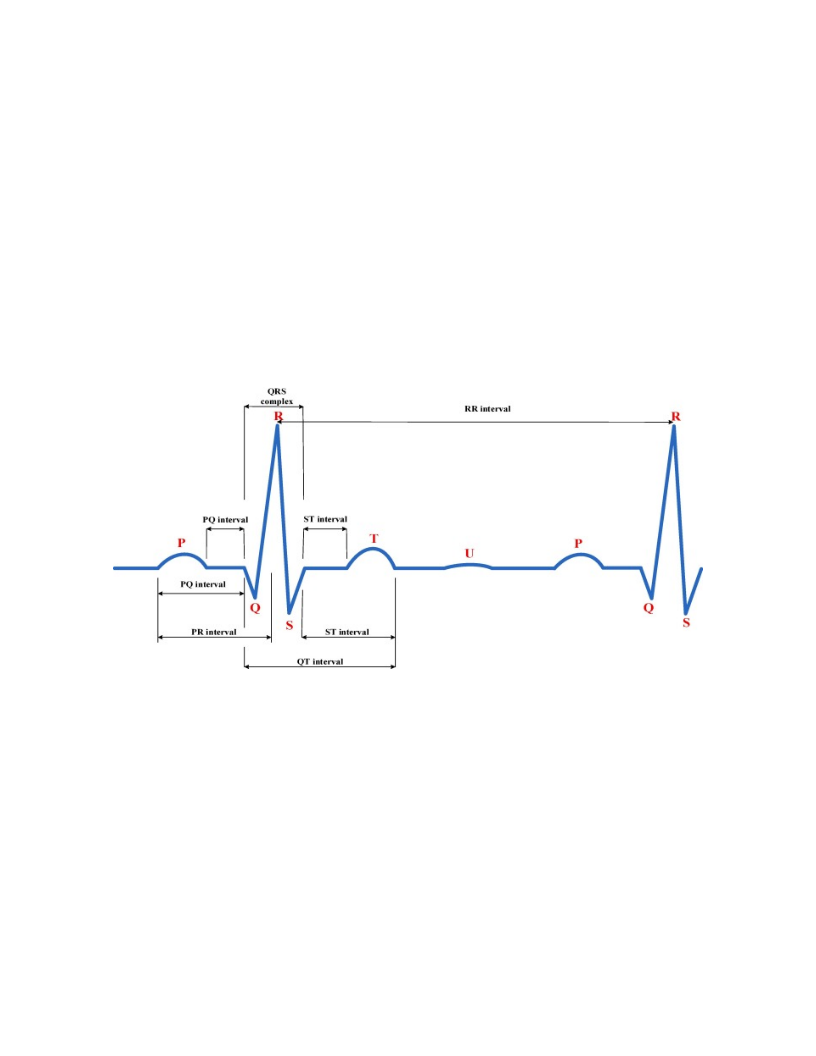 QRS
complex
RR interval
R
R
PQ interval
ST interval
P
T
U
P
PQ interval
Q
Q
S
S
PR interval
ST interval
QT interval